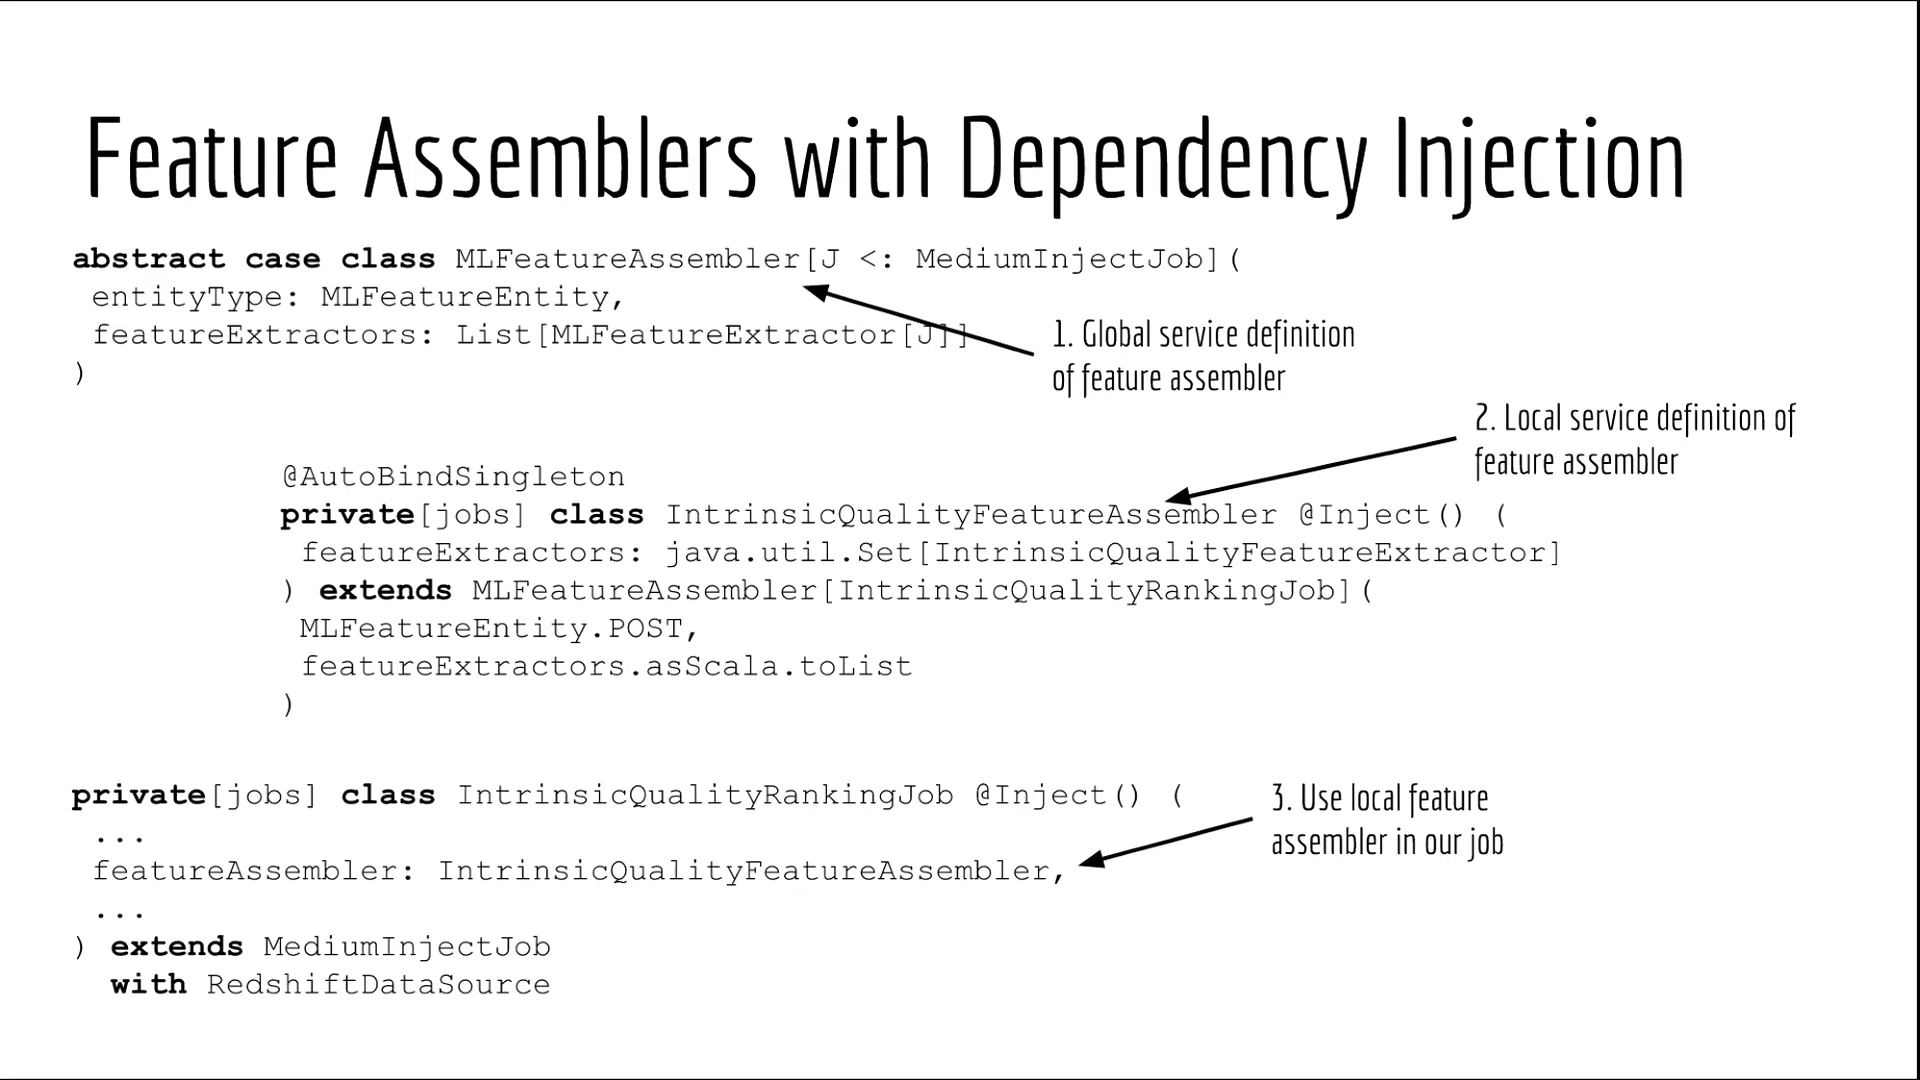 Feature Assemblers with Dependency Injection
abstract case class MLFeatureAssembler[J <: MediumInjectJob](
entityType: MLFeatureEntity,
featureExtractors: List[MLFeatureExtractor[J]]
)
1. Global service definition
of feature assembler
2. Local service definition of
feature assembler
@AutoBindSingleton
private[jobs] class IntrinsicQualityFeatureAssembler @Inject() (
featureExtractors: java.util.Set[IntrinsicQualityFeatureExtractor]
) extends MLFeatureAssembler[IntrinsicQualityRankingJob](
MLFeatureEntity.POST,
featureExtractors.asScala.toList
)
private[jobs] class IntrinsicQualityRankingJob @Inject() (
...
featureAssembler: IntrinsicQualityFeatureAssembler,
...
) extends MediumInjectJob
with RedshiftDataSource
3. Use local feature
assembler in our job